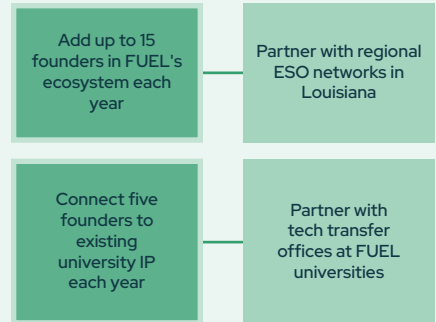 Add up to 15
founders in FUEL's
ecosystem each
year
Partner with regional
ESO networks in
Louisiana
Connect five
founders to
existing
university IP
each year
Partner with
tech transfer
offices at FUEL
universities